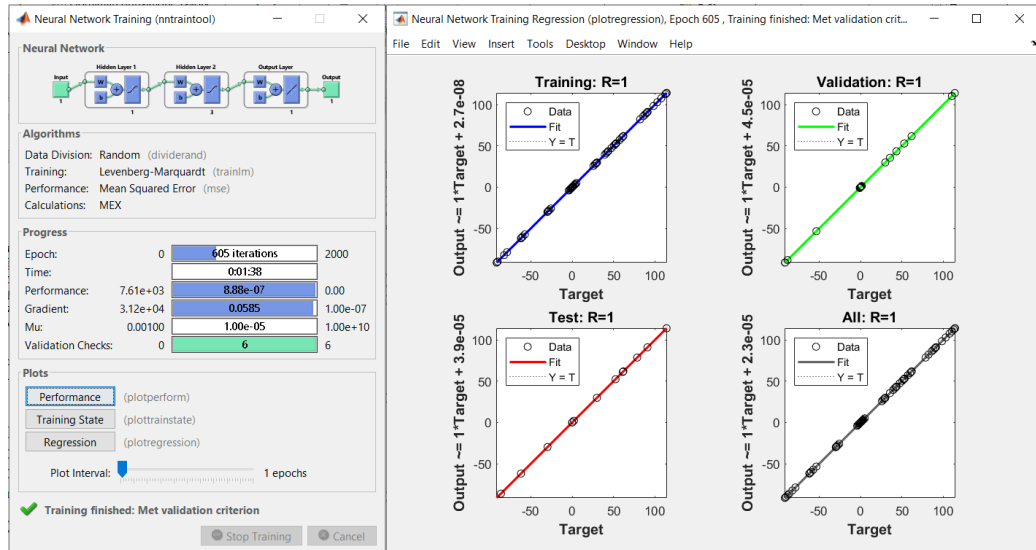 Neural Network Training (nntraintool)
Neural Network
Hidden Layer 1
Hidden Layer 2
Output Layer
Input
Output
W
b
W
b
W
b
1
1
3
1
1
Algorithms
Data Division: Random (dividerand)
Training: Levenberg-Marquardt (trainlm)
Performance: Mean Squared Error (mse)
Calculations: MEX
Progress
Epoch: 0 605 iterations 2000
Time: 0:01:38
Performance: 7.61e+03 8.88e-07 0.00
Gradient: 3.12e+04 0.0585 1.00e-07
Mu: 0.00100 1.00e-05 1.00e+10
Validation Checks: 0 6 6
Plots
Performance (plotperform)
Training State (plottrainstate)
Regression (plotregression)
Plot Interval: 1 epochs
Training finished: Met validation criterion
Stop Training Cancel
Neural Network Training Regression (plotregression), Epoch 605 , Training finished: Met validation crit...
File Edit View Insert Tools Desktop Window Help
Training: R=1
Output ~= 1*Target + 2.7e-08
100
50
0
-50
Data
Fit
Y = T
-50 0 50 100
Target
Validation: R=1
Output ~= 1*Target + 4.5e-05
100
50
0
-50
Data
Fit
Y = T
-50 0 50 100
Target
Test: R=1
Output ~= 1*Target + 3.9e-05
100
50
0
-50
Data
Fit
Y = T
-50 0 50 100
Target
All: R=1
Output ~= 1*Target + 2.3e-05
100
50
0
-50
Data
Fit
Y = T
-50 0 50 100
Target